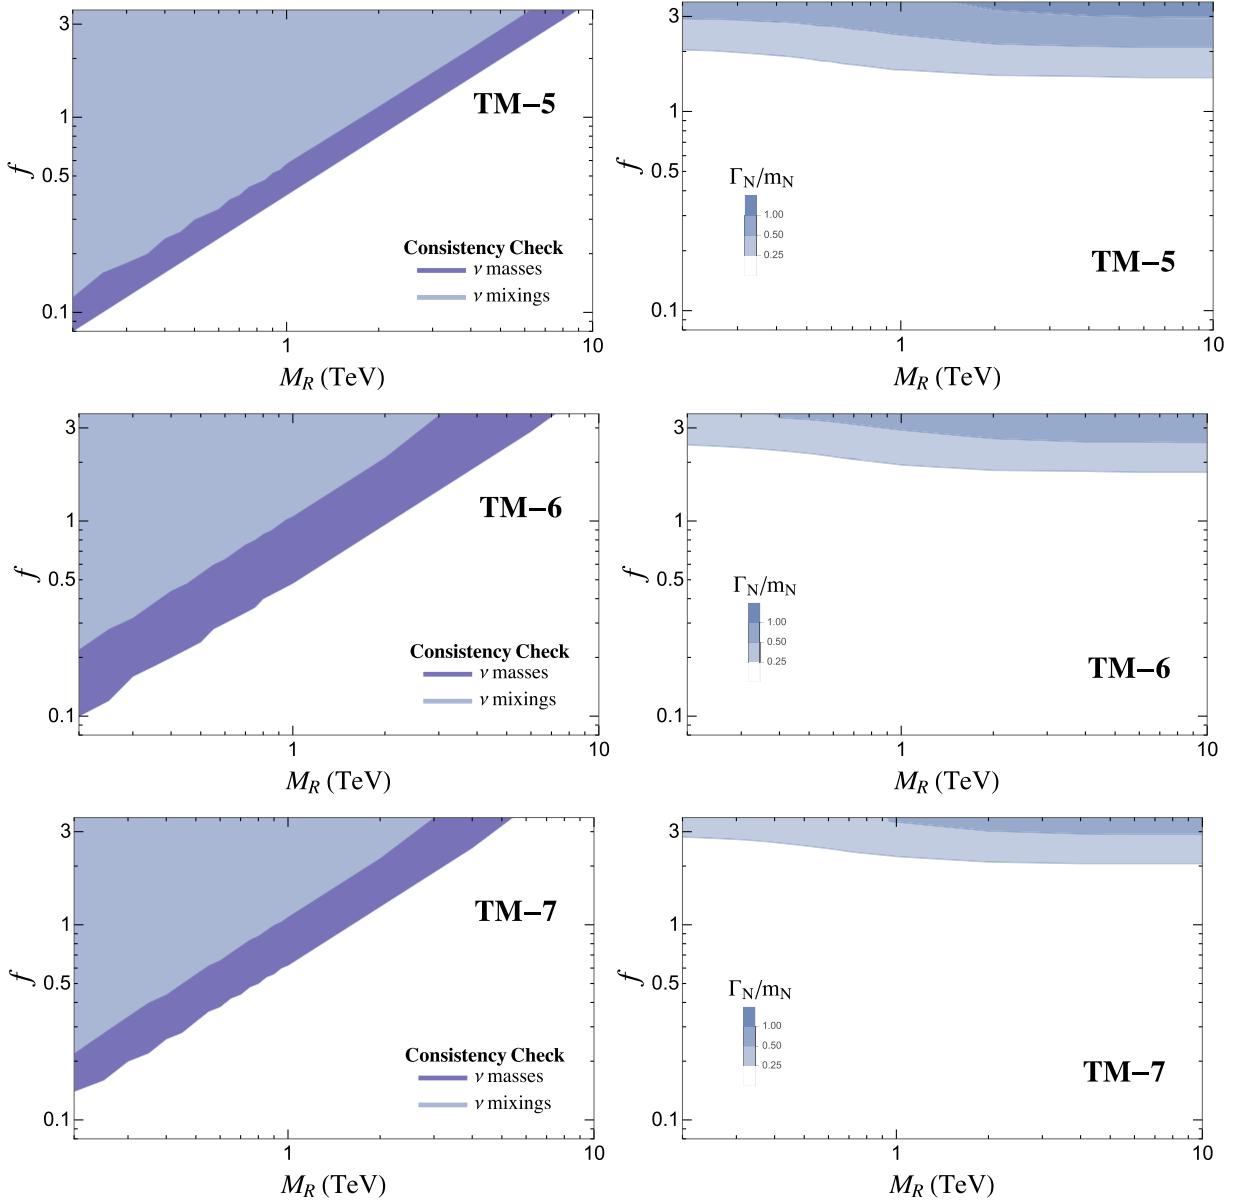 3
1
0.5
0.1
f
TM−5
Consistency Check
ν masses
ν mixings
1
10
M_R (TeV)
3
1
0.5
0.1
f
Γ_N/m_N
1.00
0.50
0.25
TM−5
1
10
M_R (TeV)
3
1
0.5
0.1
f
TM−6
Consistency Check
ν masses
ν mixings
1
10
M_R (TeV)
3
1
0.5
0.1
f
Γ_N/m_N
1.00
0.50
0.25
TM−6
1
10
M_R (TeV)
3
1
0.5
0.1
f
TM−7
Consistency Check
ν masses
ν mixings
1
10
M_R (TeV)
3
1
0.5
0.1
f
Γ_N/m_N
1.00
0.50
0.25
TM−7
1
10
M_R (TeV)